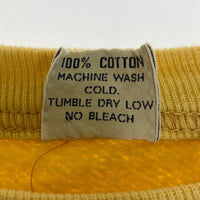 100% COTTON
MACHINE WASH
COLD.
TUMBLE DRY LOW
NO BLEACH